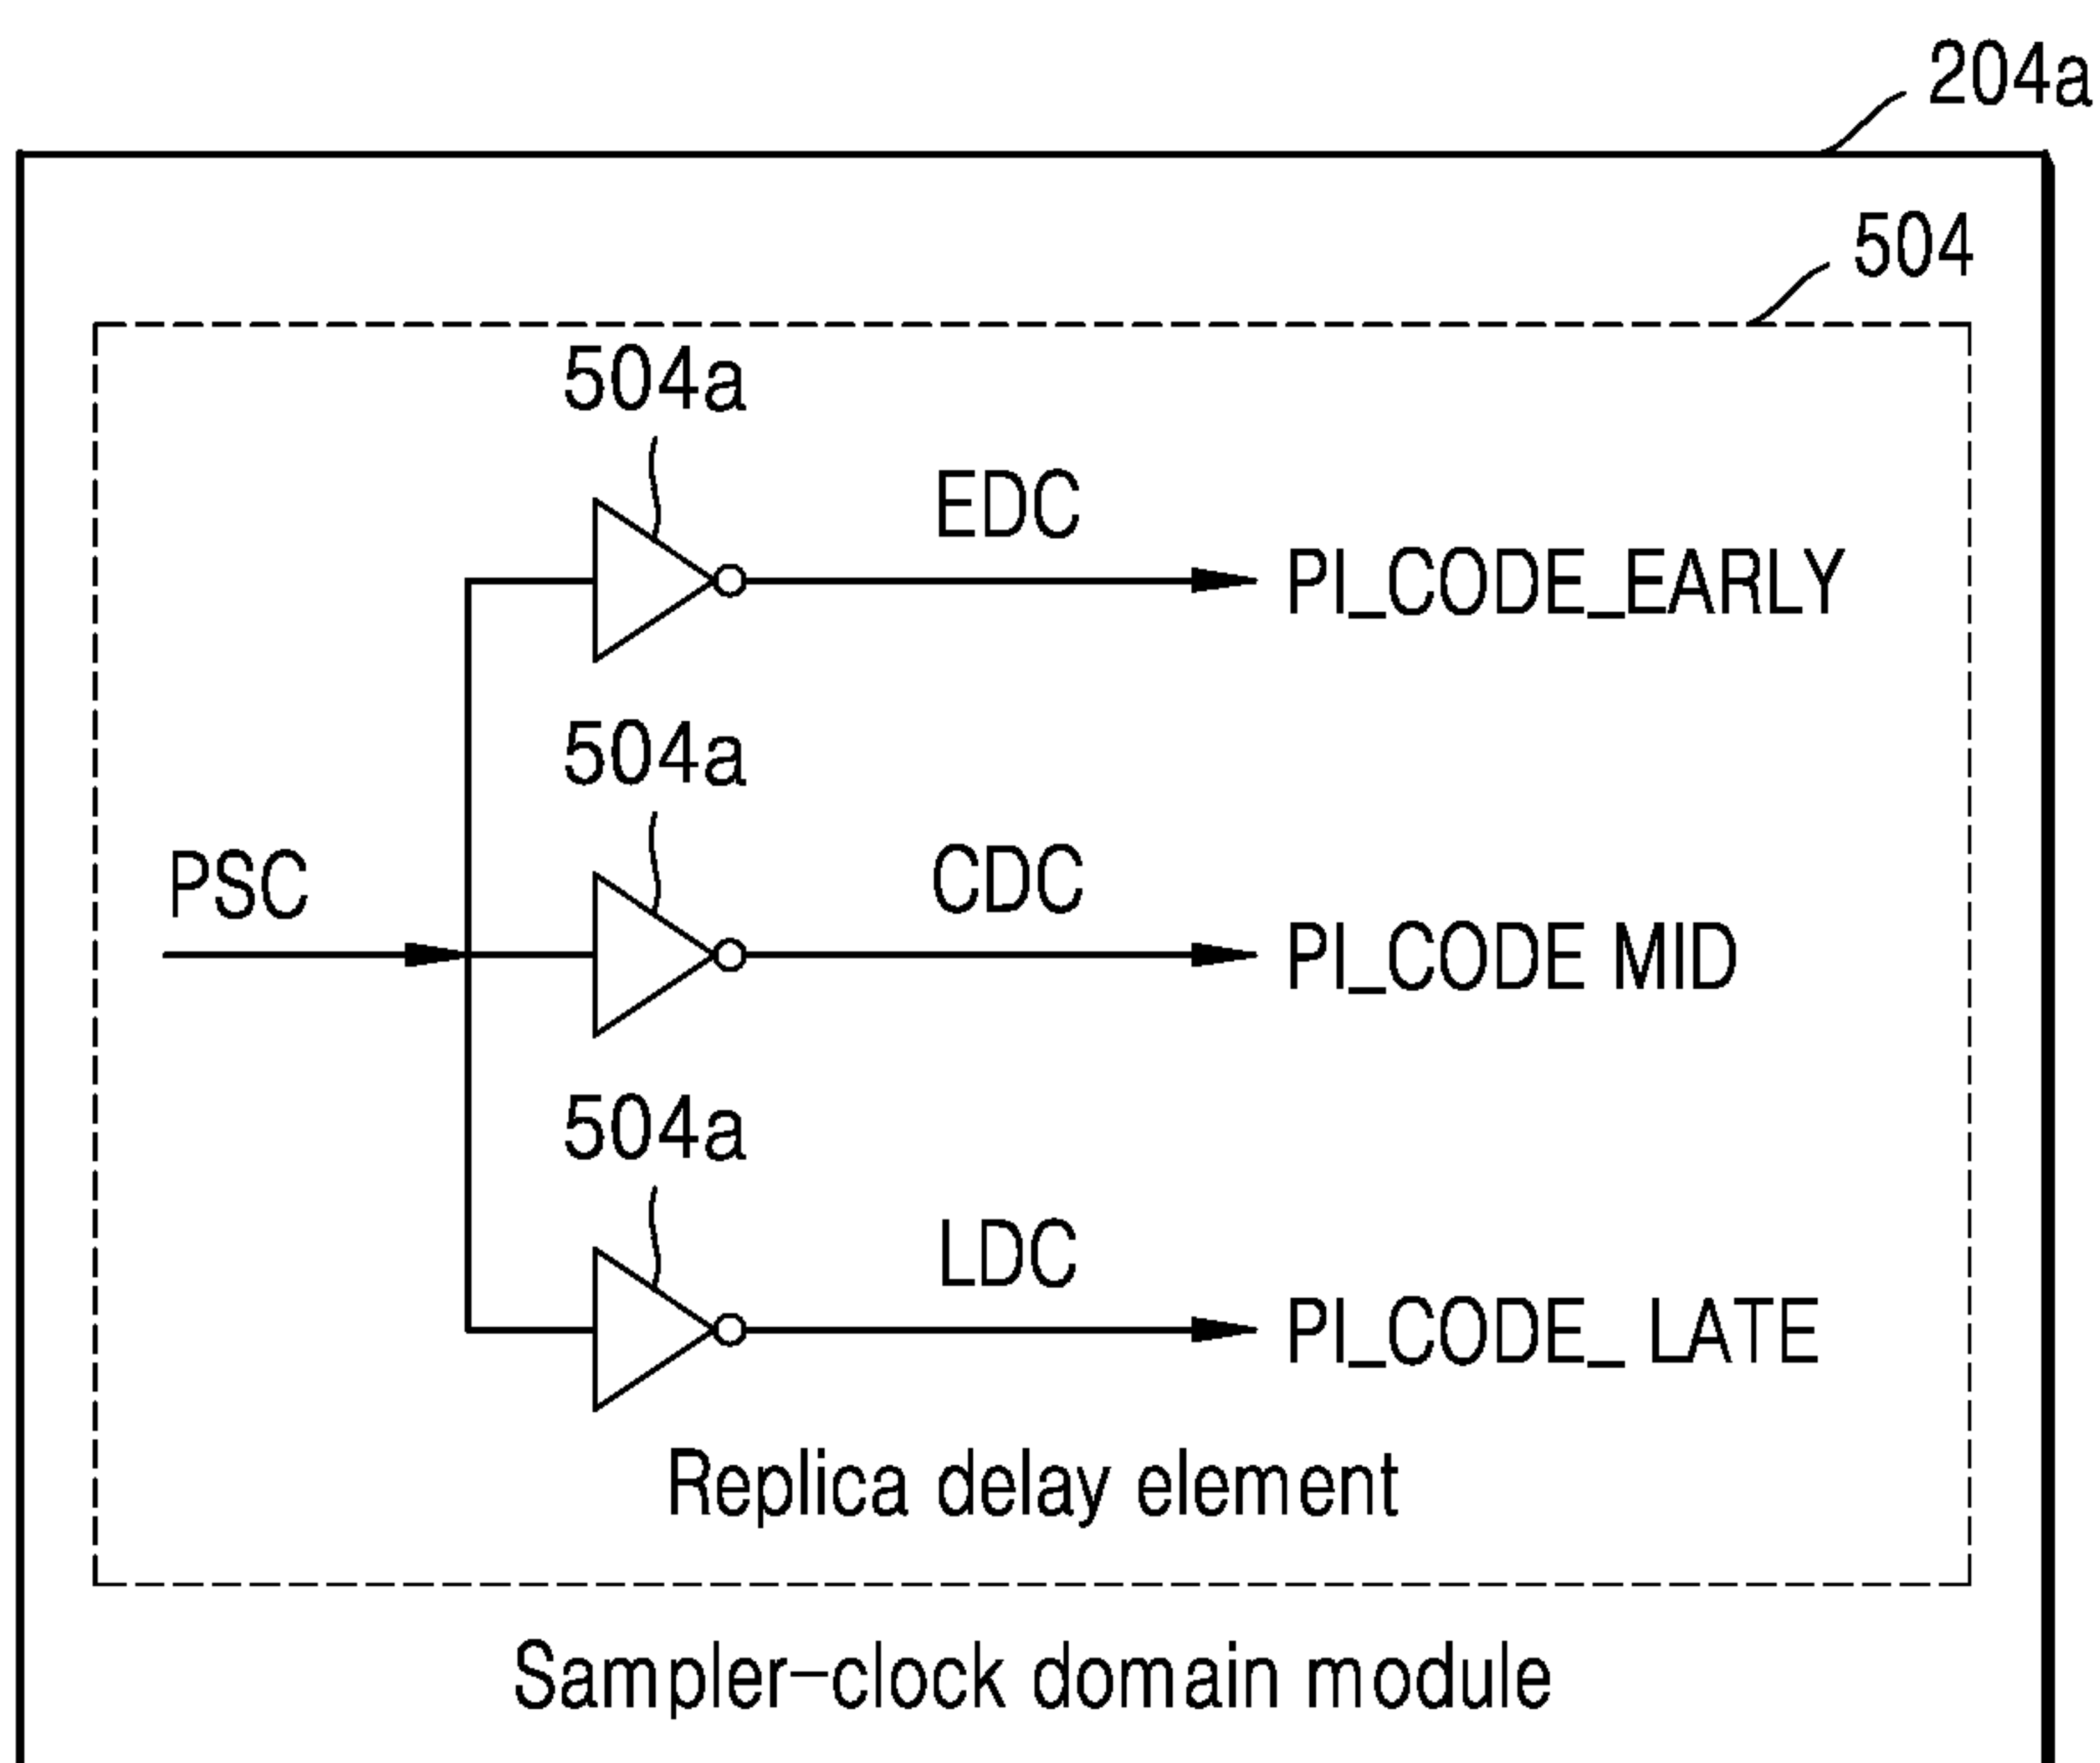 204a
504
504a
EDC
PI_CODE_EARLY
504a
PSC
CDC
PI_CODE MID
504a
LDC
PI_CODE_ LATE
Replica delay element
Sampler-clock domain module